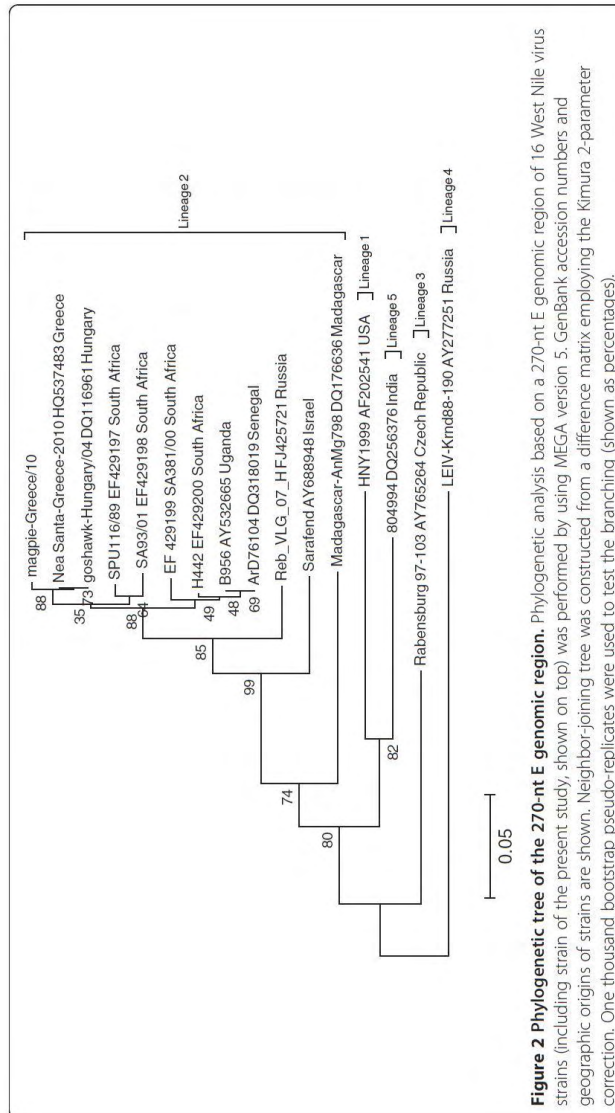 magpie-Greece/10
Nea Santa-Greece-2010 HQ537483 Greece
goshawk-Hungary/04 DQ116961 Hungary
SPU116/89 EF429197 South Africa
SA93/01 EF429198 South Africa
EF 429199 SA381/00 South Africa
H442 EF429200 South Africa
B956 AY532665 Uganda
ArD76104 DQ318019 Senegal
Reb_VLG_07_H FJ425721 Russia
Sarafend AY688948 Israel
Madagascar-AnMg798 DQ176636 Madagascar
HNY1999 AF202541 USA
804994 DQ256376 India
Rabensburg 97-103 AY765264 Czech Republic
LEIV-Krnd88-190 AY277251 Russia
Lineage 2
Lineage 1
Lineage 5
Lineage 3
Lineage 4
88
35
73
88
64
49
48
69
85
99
74
80
82
0.05
Figure 2 Phylogenetic tree of the 270-nt E genomic region. Phylogenetic analysis based on a 270-nt E genomic region of 16 West Nile virus
strains (including strain of the present study, shown on top) was performed by using MEGA version 5. GenBank accession numbers and
geographic origins of strains are shown. Neighbor-joining tree was constructed from a difference matrix employing the Kimura 2-parameter
correction. One thousand bootstrap pseudo-replicates were used to test the branching (shown as percentages).